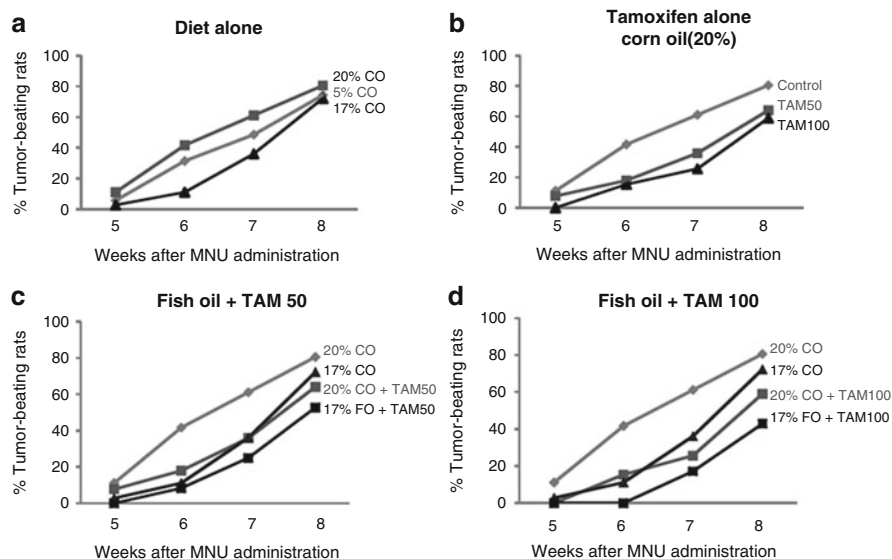 a
Diet alone
% Tumor-beating rats
100
80
60
40
20
0
20% CO
5% CO
17% CO
5 6 7 8
Weeks after MNU administration
b
Tamoxifen alone
corn oil(20%)
% Tumor-beating rats
100
80
60
40
20
0
Control
TAM50
TAM100
5 6 7 8
Weeks after MNU administration
c
Fish oil + TAM 50
% Tumor-beating rats
100
80
60
40
20
0
20% CO
17% CO
20% CO + TAM50
17% FO + TAM50
5 6 7 8
Weeks after MNU administration
d
Fish oil + TAM 100
% Tumor-beating rats
100
80
60
40
20
0
20% CO
17% CO
20% CO + TAM100
17% FO + TAM100
5 6 7 8
Weeks after MNU administration